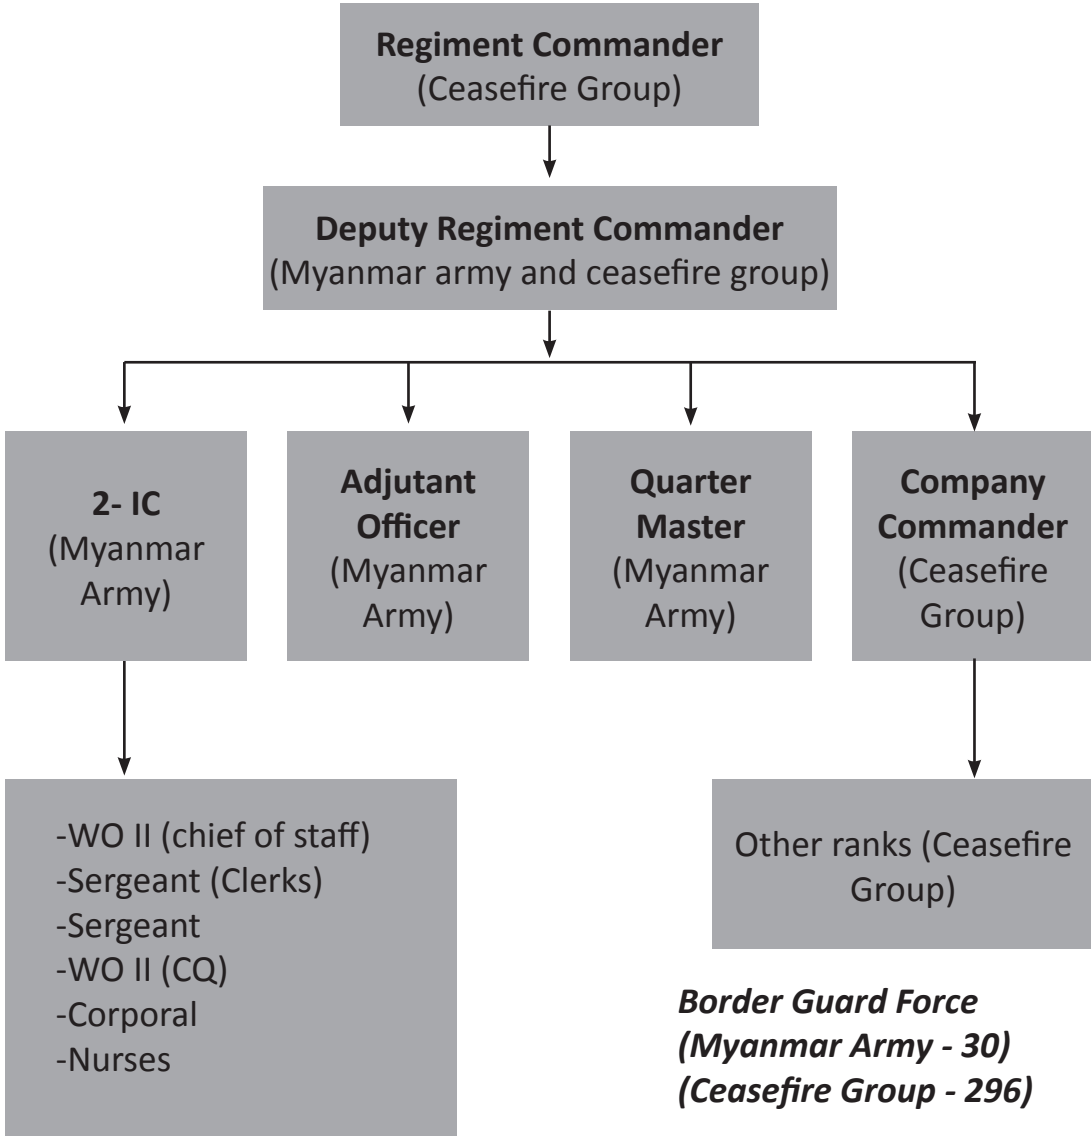 Regiment Commander
(Ceasefire Group)
Deputy Regiment Commander
(Myanmar army and ceasefire group)
2- IC
(Myanmar
Army)
Adjutant
Officer
(Myanmar
Army)
Quarter
Master
(Myanmar
Army)
Company
Commander
(Ceasefire
Group)
-WO II (chief of staff)
-Sergeant (Clerks)
-Sergeant
-WO II (CQ)
-Corporal
-Nurses
Other ranks (Ceasefire
Group)
Border Guard Force
(Myanmar Army - 30)
(Ceasefire Group - 296)